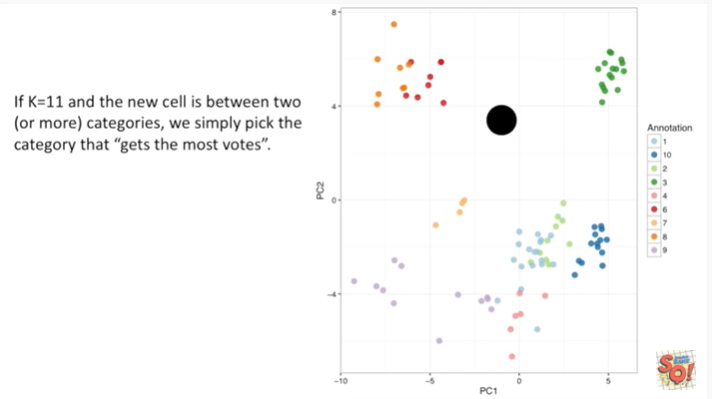 If K=11 and the new cell is between two
(or more) categories, we simply pick the
category that “gets the most votes”.
8
4
0
−4
PC2
−10
−5
0
5
PC1
Annotation
1
10
2
3
4
6
7
8
9
SQ!